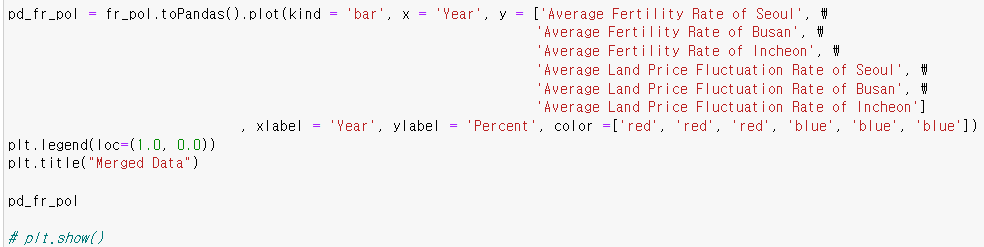 pd_fr_pol = fr_pol.toPandas().plot(kind = 'bar', x = 'Year', y = ['Average Fertility Rate of Seoul', ₩
'Average Fertility Rate of Busan', ₩
'Average Fertility Rate of Incheon', ₩
'Average Land Price Fluctuation Rate of Seoul', ₩
'Average Land Price Fluctuation Rate of Busan', ₩
'Average Land Price Fluctuation Rate of Incheon']
, xlabel = 'Year', ylabel = 'Percent', color =['red', 'red', 'red', 'blue', 'blue', 'blue'])
plt.legend(loc=(1.0, 0.0))
plt.title("Merged Data")
pd_fr_pol
# plt.show()